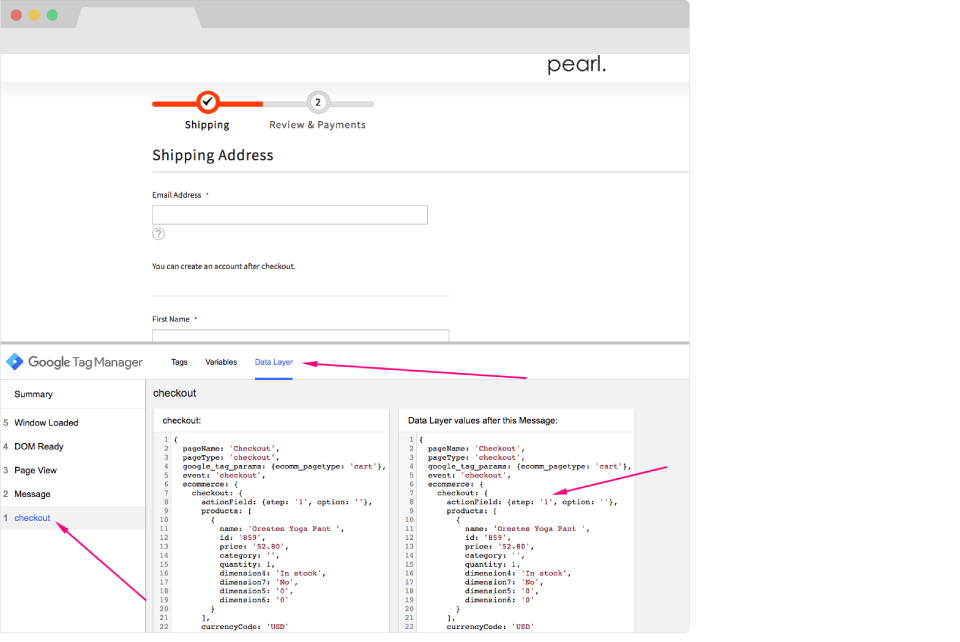 pearl.
2
Shipping
Review & Payments
Shipping Address
Email Address *
?
You can create an account after checkout.
First Name *
Google Tag Manager
Tags
Variables
Data Layer
Summary
5 Window Loaded
4 DOM Ready
3 Page View
2 Message
1 checkout
checkout
checkout:
1 {
2 pageName: 'Checkout',
3 pageType: 'checkout',
4 google_tag_params: {ecomm_pagetype: 'cart'},
5 event: 'checkout',
6 ecommerce: {
7 checkout: {
8 actionField: {step: '1', option: ''},
9 products: [
10 {
11 name: 'Orestes Yoga Pant ',
12 id: '859',
13 price: '52.80',
14 category: '',
15 quantity: 1,
16 dimension4: 'In stock',
17 dimension7: 'No',
18 dimension5: '0',
19 dimension6: '0'
20 }
21 ],
22 currencyCode: 'USD'
Data Layer values after this Message:
1 {
2 pageName: 'Checkout',
3 pageType: 'checkout',
4 google_tag_params: {ecomm_pagetype: 'cart'},
5 event: 'checkout',
6 ecommerce: {
7 checkout: {
8 actionField: {step: '1', option: ''},
9 products: [
10 {
11 name: 'Orestes Yoga Pant ',
12 id: '859',
13 price: '52.80',
14 category: '',
15 quantity: 1,
16 dimension4: 'In stock',
17 dimension7: 'No',
18 dimension5: '0',
19 dimension6: '0'
20 }
21 ],
22 currencyCode: 'USD'